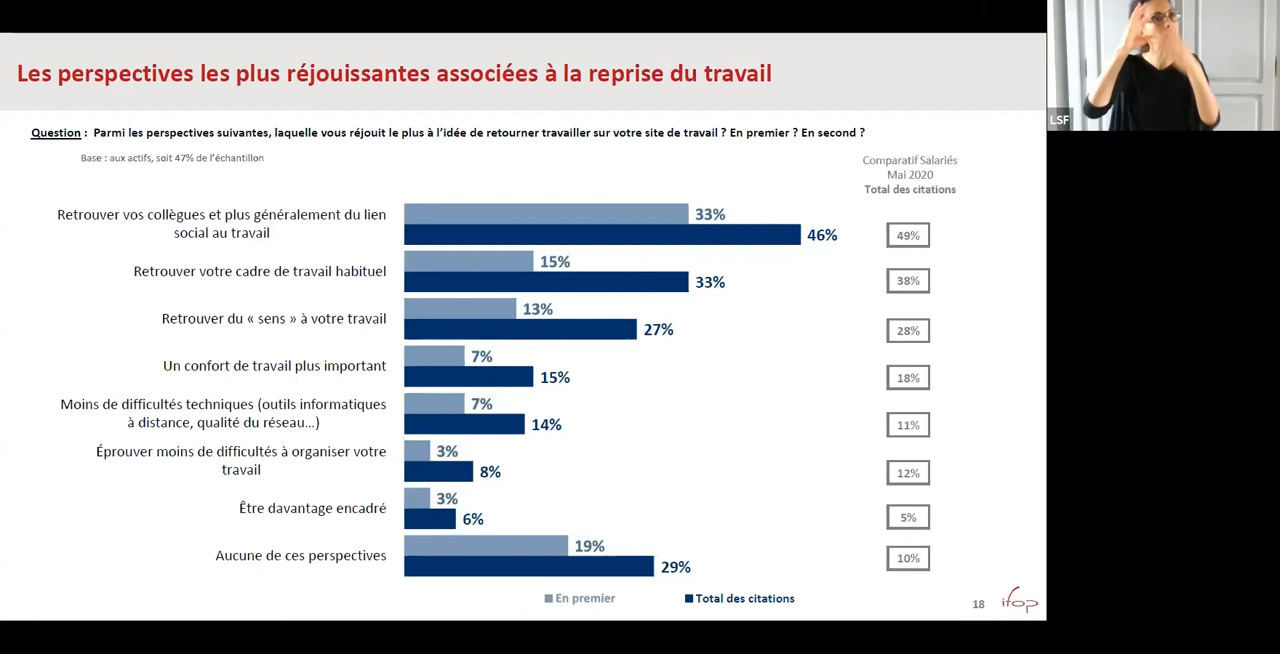 Les perspectives les plus réjouissantes associées à la reprise du travail
LSF
Question : Parmi les perspectives suivantes, laquelle vous réjouit le plus à l'idée de retourner travailler sur votre site de travail ? En premier ? En second ?
Base : aux actifs, soit 47% de l'échantillon
Comparatif Salariés
Mai 2020
Total des citations
Retrouver vos collègues et plus généralement du lien
social au travail
33%
46%
49%
Retrouver votre cadre de travail habituel
15%
33%
38%
Retrouver du « sens » à votre travail
13%
27%
28%
Un confort de travail plus important
7%
15%
18%
Moins de difficultés techniques (outils informatiques
à distance, qualité du réseau...)
7%
14%
11%
Éprouver moins de difficultés à organiser votre
travail
3%
8%
12%
Être davantage encadré
3%
6%
5%
Aucune de ces perspectives
19%
29%
10%
En premier
Total des citations
18
ifop